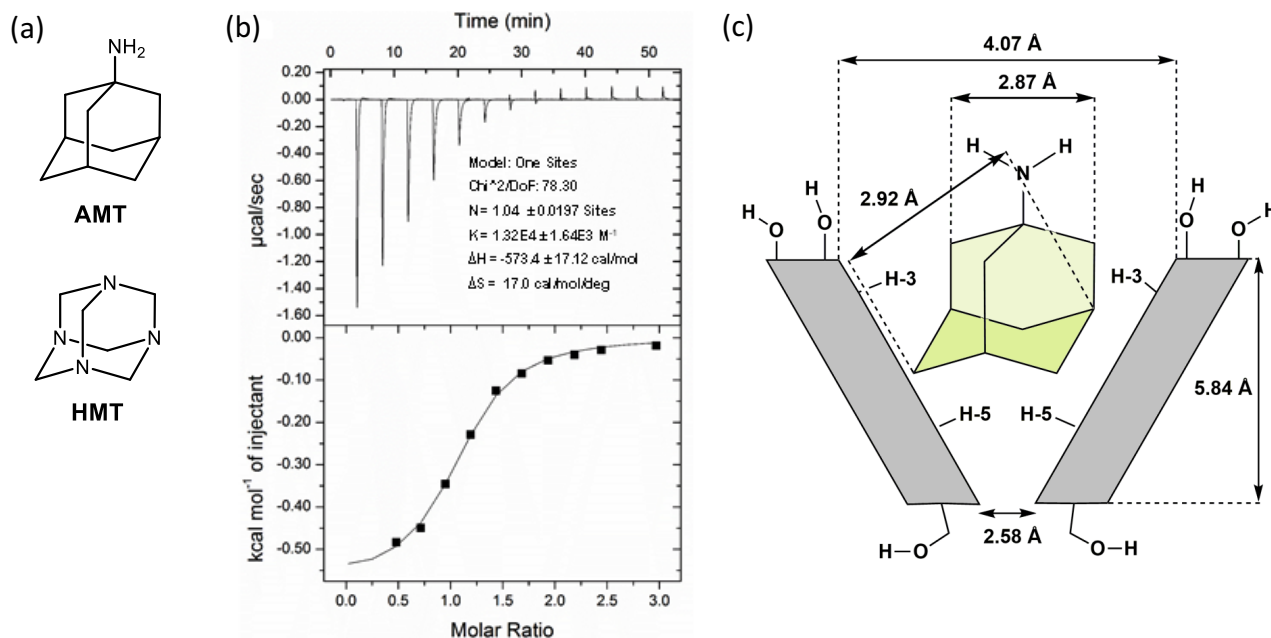 (a)
NH₂
AMT
N
N
N
N
HMT
(b)
Time (min)
0 10 20 30 40 50
0.20
0.00
-0.20
-0.40
-0.60
-0.80
-1.00
-1.20
-1.40
-1.60
µcal/sec
Model: One Sites
Chi^2/DoF: 78.30
N= 1.04 ±0.0197 Sites
K= 1.32E4±1.64E3 M⁻¹
ΔH= -573.4±17.12 cal/mol
ΔS= 17.0 cal/mol/deg
0.00
-0.10
-0.20
-0.30
-0.40
-0.50
kcal mol⁻¹ of injectant
0.0 0.5 1.0 1.5 2.0 2.5 3.0
Molar Ratio
(c)
4.07 Å
2.87 Å
H N H
2.92 Å
H O
H O
H O
H O
H-3
H-3
H-5
H-5
5.84 Å
2.58 Å
H-O
O-H